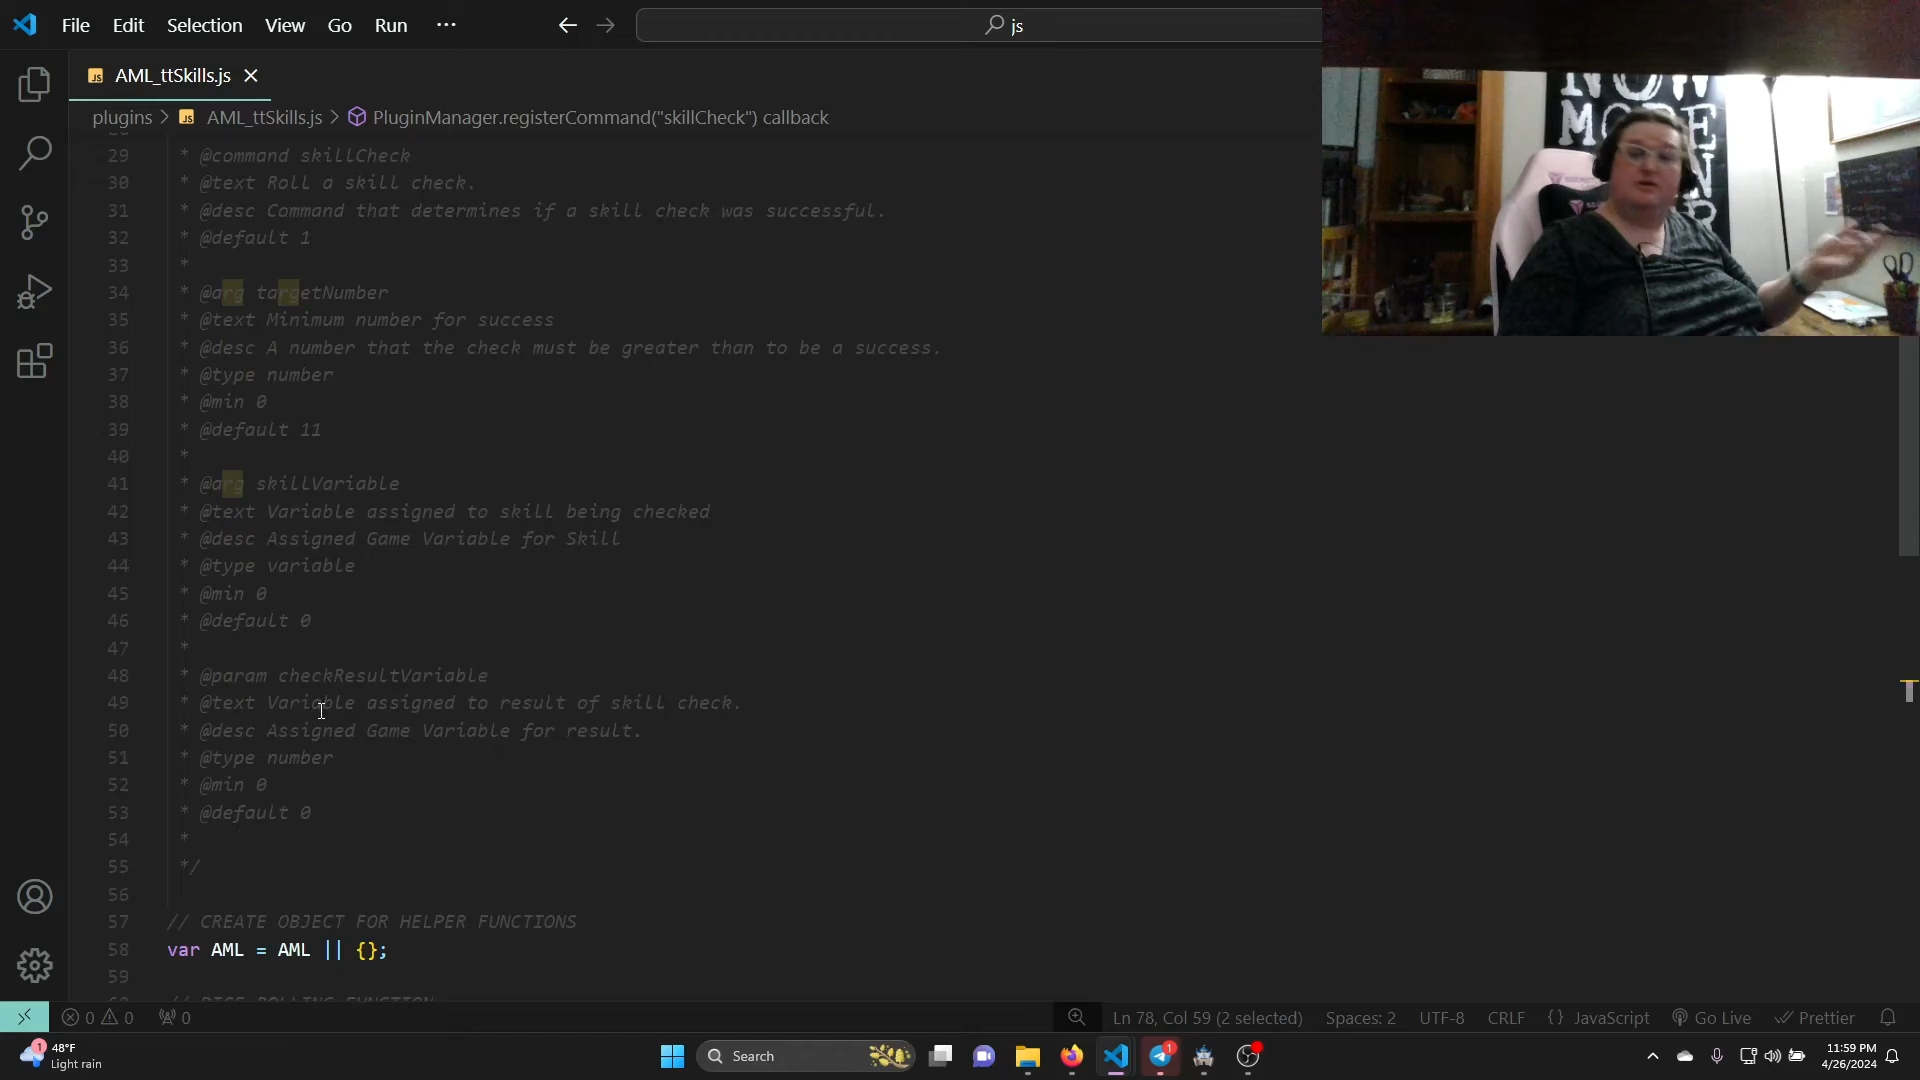 File Edit Selection View Go Run ···
js
AML_ttSkills.js
plugins > AML_ttSkills.js > PluginManager.registerCommand("skillCheck") callback
29 * @command skillCheck
30 * @text Roll a skill check.
31 * @desc Command that determines if a skill check was successful.
32 * @default 1
33 *
34 * @arg targetNumber
35 * @text Minimum number for success
36 * @desc A number that the check must be greater than to be a success.
37 * @type number
38 * @min 0
39 * @default 11
40 *
41 * @arg skillVariable
42 * @text Variable assigned to skill being checked
43 * @desc Assigned Game Variable for Skill
44 * @type variable
45 * @min 0
46 * @default 0
47 *
48 * @param checkResultVariable
49 * @text Variable assigned to result of skill check.
50 * @desc Assigned Game Variable for result.
51 * @type number
52 * @min 0
53 * @default 0
54 *
55 */
56
57 // CREATE OBJECT FOR HELPER FUNCTIONS
58 var AML = AML || {};
59
NOW
MORE
0 0 0 Ln 78, Col 59 (2 selected) Spaces: 2 UTF-8 CRLF {} JavaScript Go Live Prettier
1 48°F
Light rain
Search
1
11:59 PM
4/26/2024